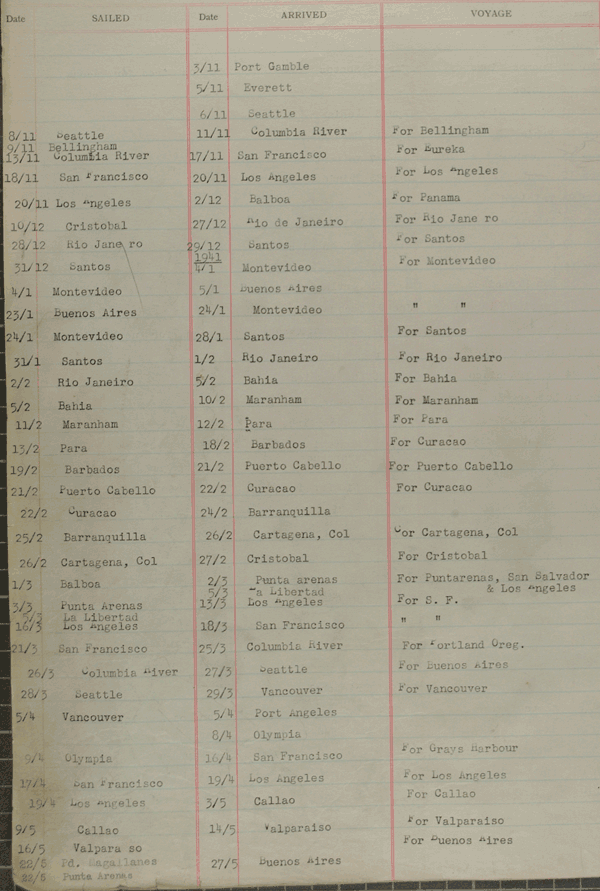 Date SAILED Date ARRIVED VOYAGE
3/11 Port Gamble
5/11 Everett
6/11 Seattle
8/11 Seattle 11/11 Columbia River For Bellingham
9/11 Bellingham
13/11 Columbia River 17/11 San Francisco For Eureka
18/11 San Francisco 20/11 Los Angeles For Los Angeles
20/11 Los Angeles 2/12 Balboa For Panama
10/12 Cristobal 27/12 Rio de Janeiro For Rio Jane ro
28/12 Rio Jane ro 29/12 Santos For Santos
1941
31/12 Santos 4/1 Montevideo For Montevideo
4/1 Montevideo 5/1 Buenos Aires
23/1 Buenos Aires 24/1 Montevideo " "
24/1 Montevideo 28/1 Santos For Santos
31/1 Santos 1/2 Rio Janeiro For Rio Janeiro
2/2 Rio Janeiro 5/2 Bahia For Bahia
5/2 Bahia 10/2 Maranham For Maranham
11/2 Maranham 12/2 Para For Para
13/2 Para 18/2 Barbados For Curacao
19/2 Barbados 21/2 Puerto Cabello For Puerto Cabello
21/2 Puerto Cabello 22/2 Curacao For Curacao
22/2 Curacao 24/2 Barranquilla
25/2 Barranquilla 26/2 Cartagena, Col Cor Cartagena, Col
26/2 Cartagena, Col 27/2 Cristobal For Cristobal
1/3 Balboa 2/3 Punta arenas For Puntarenas, San Salvador
5/3 La Libertad & Los Angeles
3/3 Punta Arenas 13/3 Los Angeles For S. F.
5/3 La Libertad
16/3 Los Angeles 18/3 San Francisco " "
21/3 San Francisco 25/3 Columbia River For Portland Oreg.
26/3 Columbia River 27/3 Seattle For Buenos Aires
28/3 Seattle 29/3 Vancouver For Vancouver
5/4 Vancouver 5/4 Port Angeles
8/4 Olympia
9/4 Olympia 16/4 San Francisco For Grays Harbour
17/4 San Francisco 19/4 Los Angeles For Los Angeles
19/4 Los Angeles 3/5 Callao For Callao
9/5 Callao 14/5 Valparaiso For Valparaiso
16/5 Valpara so For Buenos Aires
22/5 Pd. Magallanes 27/5 Buenos Aires
22/5 Punta Arenas